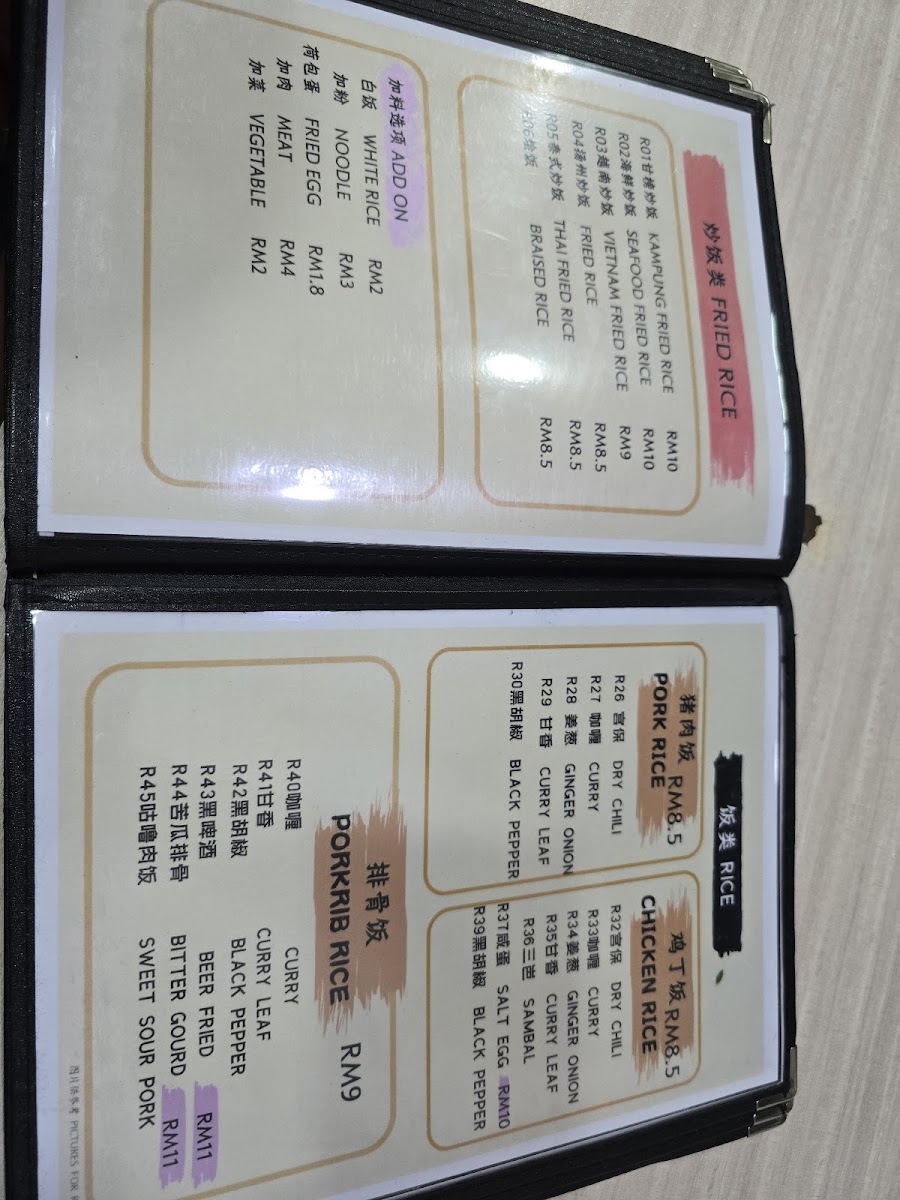 炒饭类 FRIED RICE
R01甘榜炒饭 KAMPUNG FRIED RICE RM10
R02海鲜炒饭 SEAFOOD FRIED RICE RM10
R03越南炒饭 VIETNAM FRIED RICE RM9
R04扬州炒饭 FRIED RICE RM8.5
R05泰式炒饭 THAI FRIED RICE RM8.5
R06烩饭 BRAISED RICE RM8.5
加料选项 ADD ON
白饭 WHITE RICE RM2
加粉 NOODLE RM3
荷包蛋 FRIED EGG RM1.8
加肉 MEAT RM4
加菜 VEGETABLE RM2
饭类 RICE
猪肉饭 RM8.5
PORK RICE
R26 宫保 DRY CHILI
R27 咖喱 CURRY
R28 姜葱 GINGER ONION
R29 甘香 CURRY LEAF
R30黑胡椒 BLACK PEPPER
鸡丁饭RM8.5
CHICKEN RICE
R32宫保 DRY CHILI
R33咖喱 CURRY
R34姜葱 GINGER ONION
R35甘香 CURRY LEAF
R36三芭 SAMBAL
R37咸蛋 SALT EGG RM10
R39黑胡椒 BLACK PEPPER
排骨饭
PORKRIB RICE RM9
R40咖喱 CURRY
R41甘香 CURRY LEAF
R42黑胡椒 BLACK PEPPER
R43黑啤酒 BEER FRIED RM11
R44苦瓜排骨 BITTER GOURD RM11
R45咕噜肉饭 SWEET SOUR PORK
图片供参考 PICTURES FOR